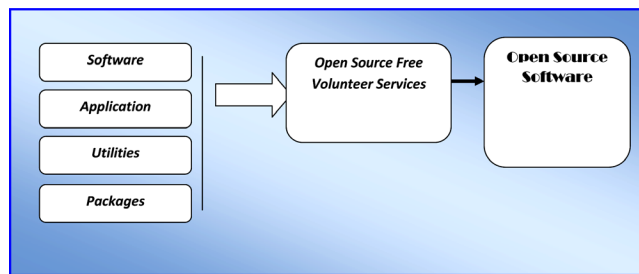 Software
Application
Utilities
Packages
Open Source Free
Volunteer Services
Open Source
Software